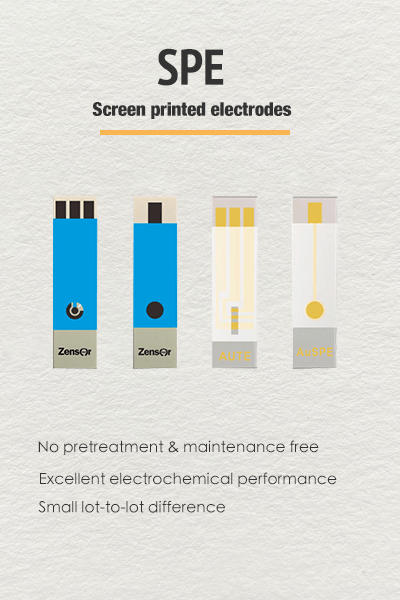 SPE
Screen printed electrodes
Zensor
Zensor
AUTE
AuSPE
No pretreatment & maintenance free
Excellent electrochemical performance
Small lot-to-lot difference